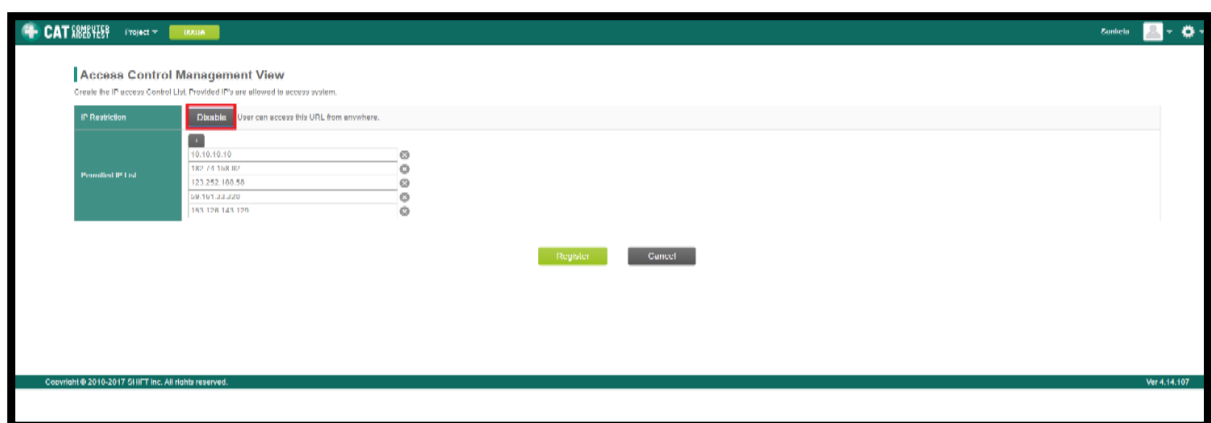 CAT COMPUTER AIDED TEST Project
Access Control Management View
Create the IP access Control List. Provided IP's are allowed to access system.
IP Restriction Disable User can access this URL from anywhere.
+
10.10.10.10
Permitted IP List
123.252.188.58
Register Cancel
Copyright © 2010-2017 SHIFT Inc. All rights reserved. Ver 4.14.107